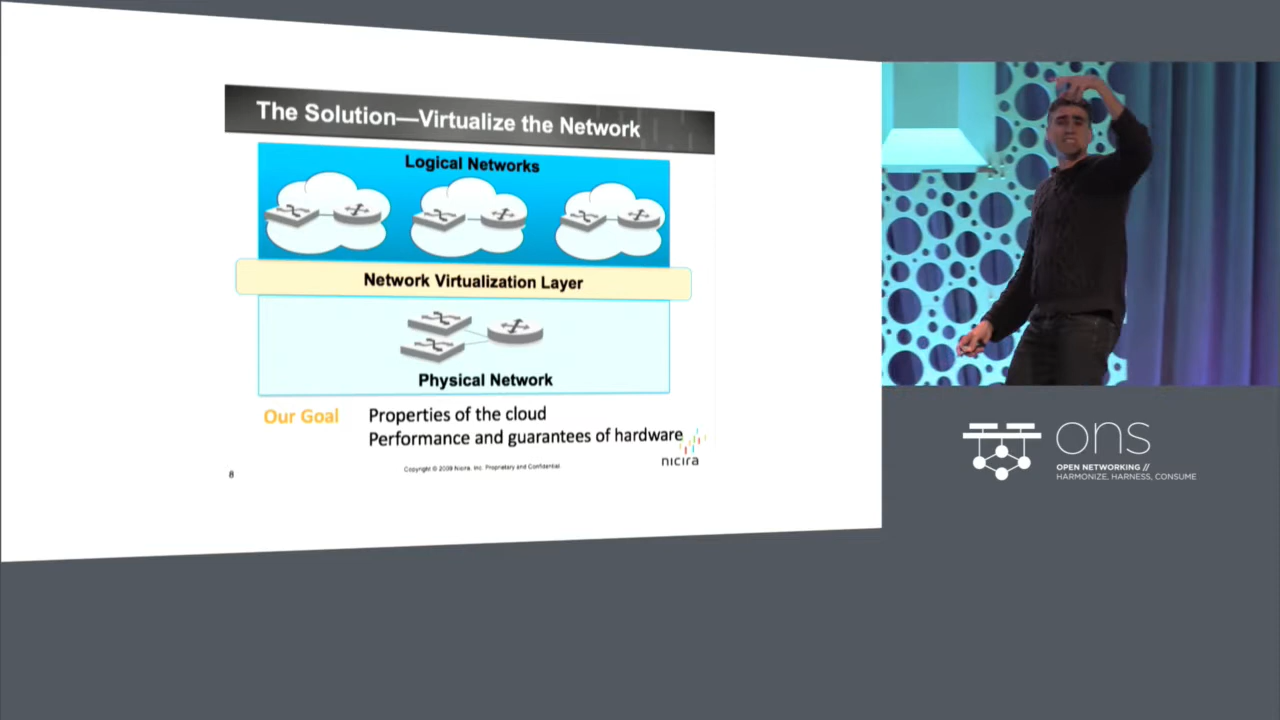 The Solution—Virtualize the Network
Logical Networks
Network Virtualization Layer
Physical Network
Our Goal Properties of the cloud
Performance and guarantees of hardware
nicira
Copyright © 2009 Nicira, Inc. Proprietary and Confidential.
8
ons
OPEN NETWORKING //
HARMONIZE, HARNESS, CONSUME